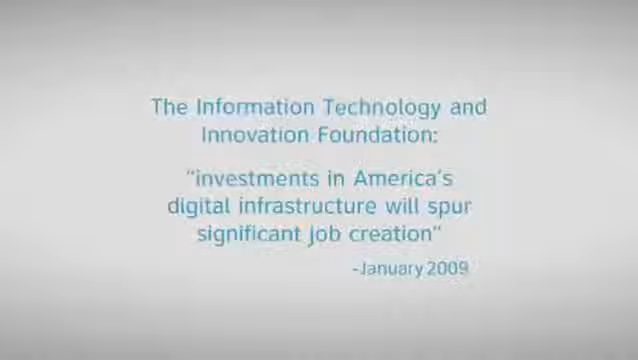 The Information Technology and
Innovation Foundation:
"investments in America's
digital infrastructure will spur
significant job creation"
-January 2009